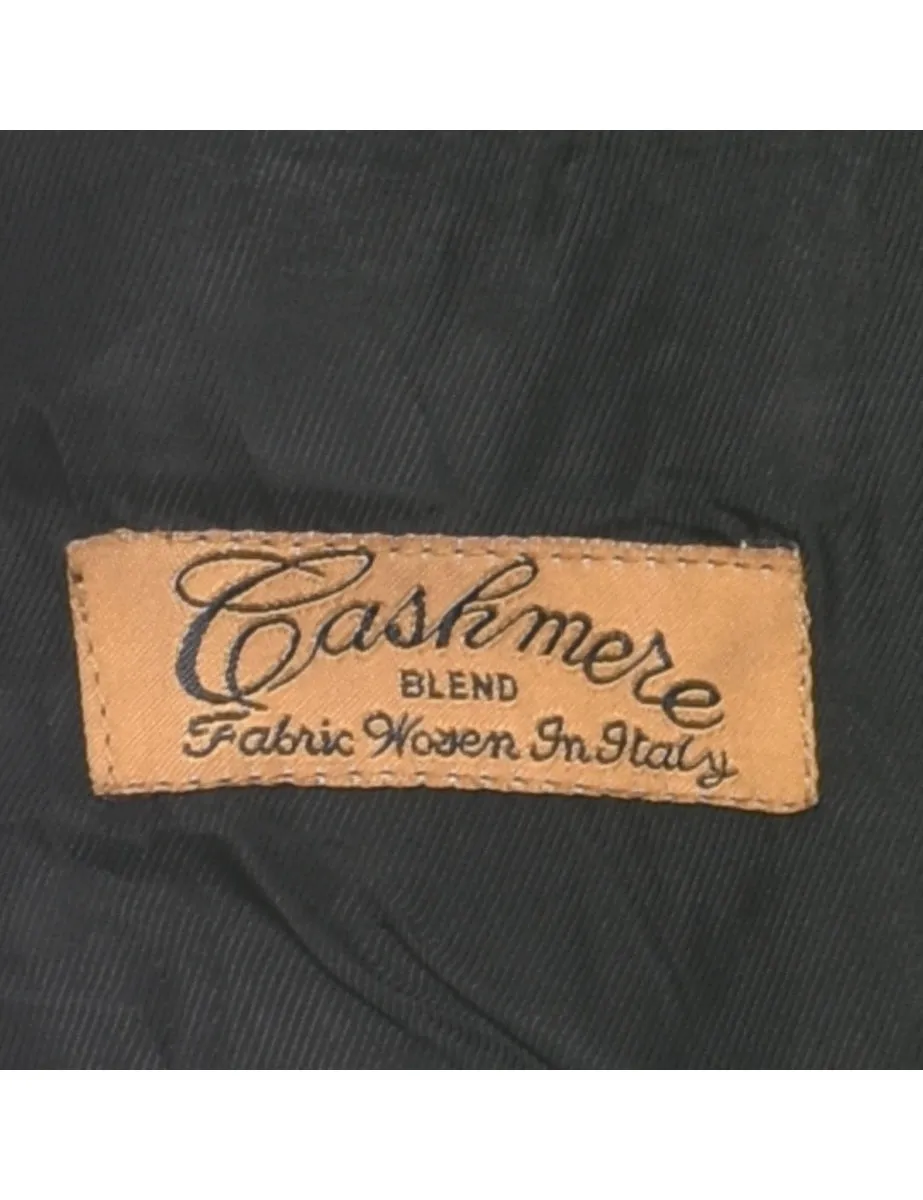 Cashmere
BLEND
Fabric Woven In Italy